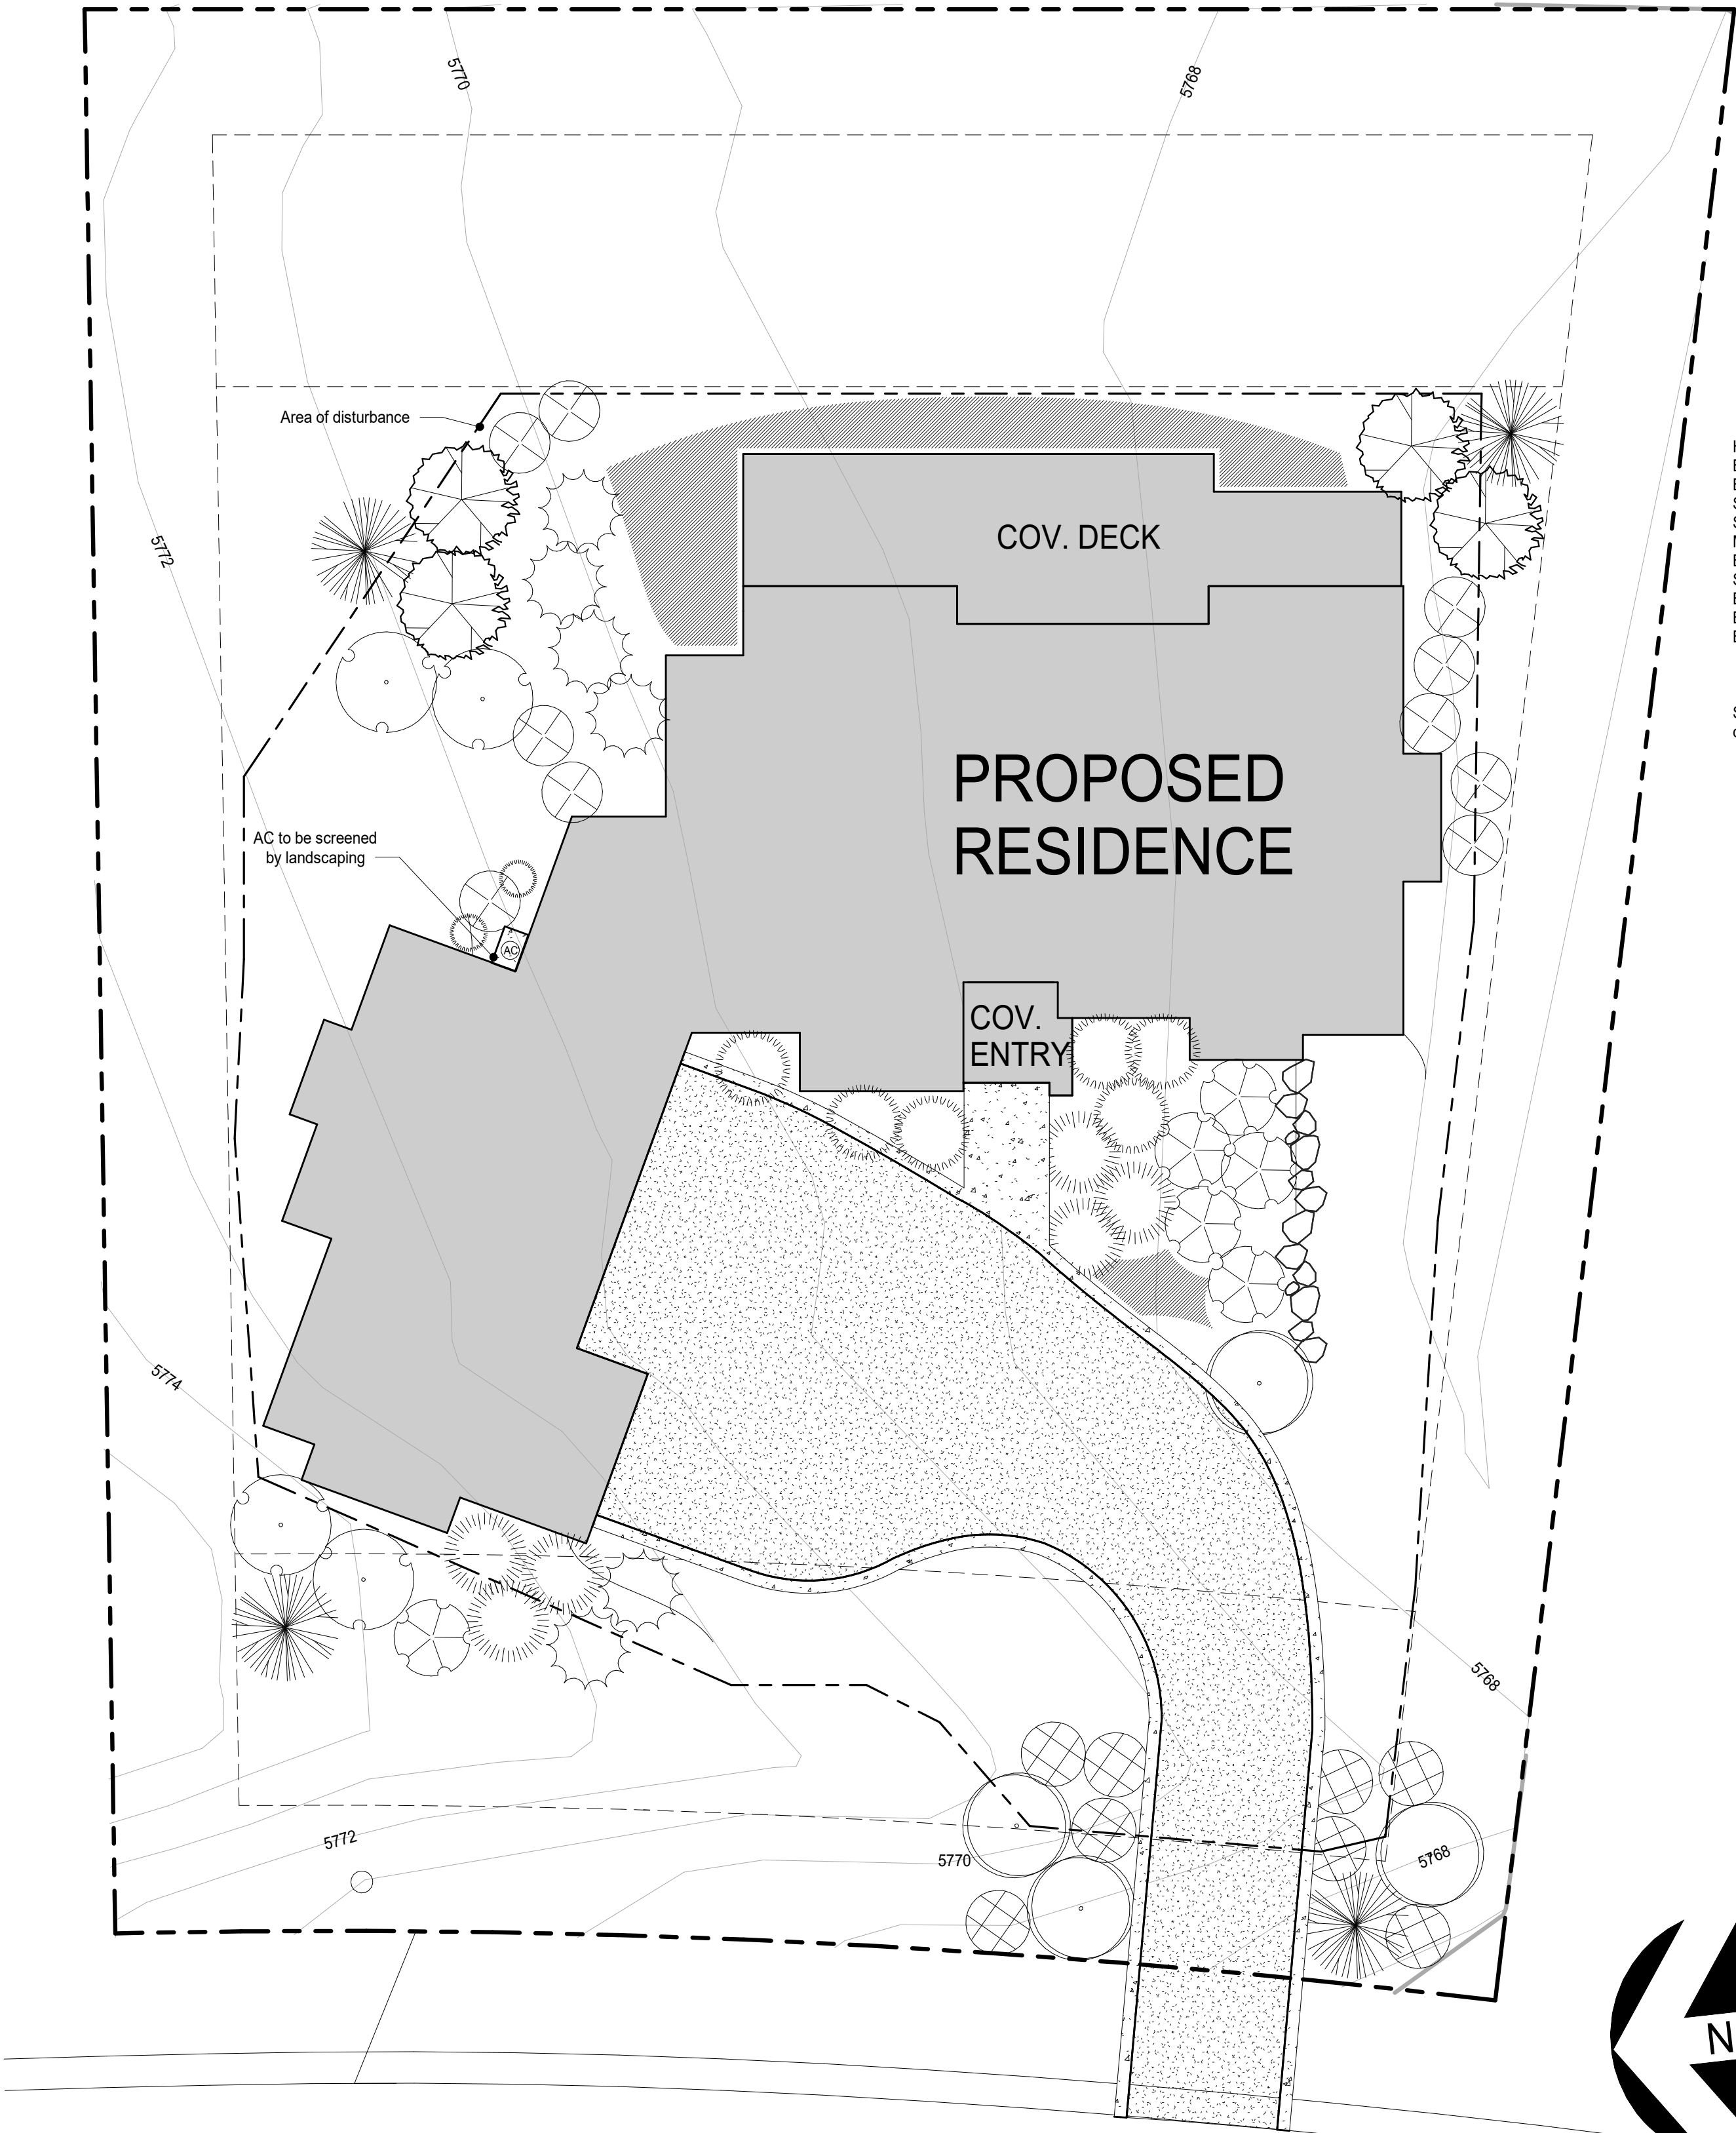 5770
5768
Area of disturbance
5772
COV. DECK
PROPOSED
RESIDENCE
AC to be screened
by landscaping
AC
COV.
ENTRY
5774
5768
5772
5770
5768
N